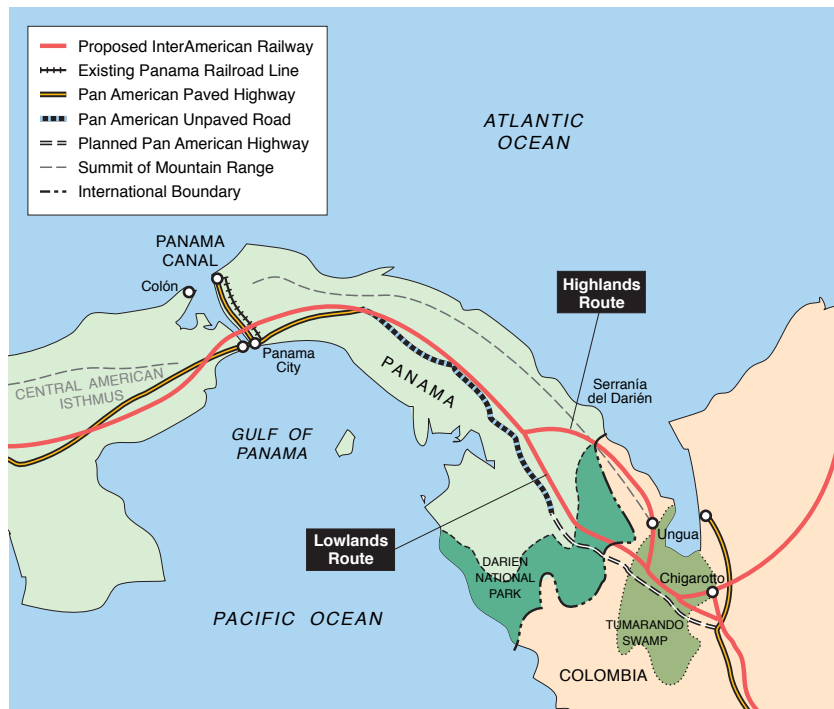 Proposed InterAmerican Railway
Existing Panama Railroad Line
Pan American Paved Highway
Pan American Unpaved Road
Planned Pan American Highway
Summit of Mountain Range
International Boundary
ATLANTIC
OCEAN
PANAMA
CANAL
Colón
Highlands
Route
Panama
City
PANAMA
Serranía
del Darién
CENTRAL AMERICAN
ISTHMUS
GULF OF
PANAMA
Lowlands
Route
Ungua
DARIEN
NATIONAL
PARK
Chigarotto
PACIFIC OCEAN
TUMARANDO
SWAMP
COLOMBIA